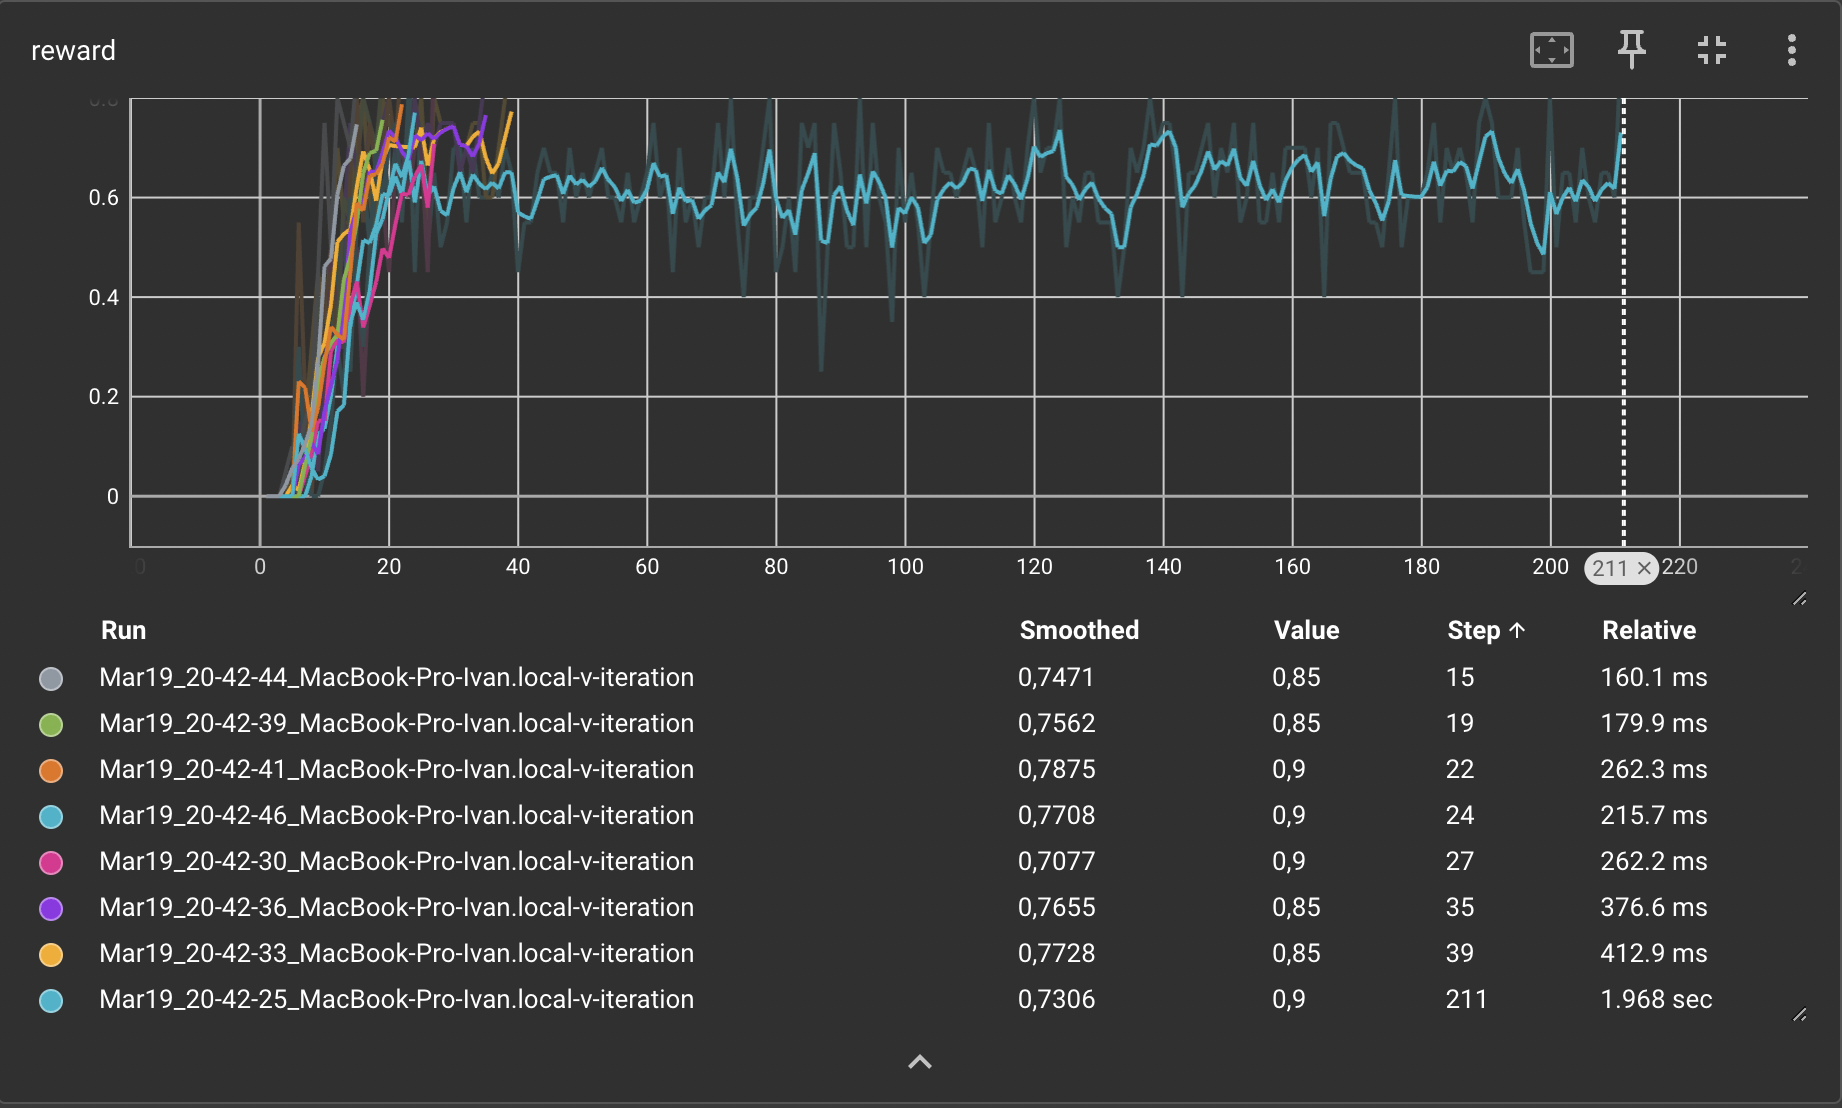 reward
0.8
0.6
0.4
0.2
0
0 20 40 60 80 100 120 140 160 180 200 211 × 220
Run Smoothed Value Step ↑ Relative
Mar19_20-42-44_MacBook-Pro-Ivan.local-v-iteration 0,7471 0,85 15 160.1 ms
Mar19_20-42-39_MacBook-Pro-Ivan.local-v-iteration 0,7562 0,85 19 179.9 ms
Mar19_20-42-41_MacBook-Pro-Ivan.local-v-iteration 0,7875 0,9 22 262.3 ms
Mar19_20-42-46_MacBook-Pro-Ivan.local-v-iteration 0,7708 0,9 24 215.7 ms
Mar19_20-42-30_MacBook-Pro-Ivan.local-v-iteration 0,7077 0,9 27 262.2 ms
Mar19_20-42-36_MacBook-Pro-Ivan.local-v-iteration 0,7655 0,85 35 376.6 ms
Mar19_20-42-33_MacBook-Pro-Ivan.local-v-iteration 0,7728 0,85 39 412.9 ms
Mar19_20-42-25_MacBook-Pro-Ivan.local-v-iteration 0,7306 0,9 211 1.968 sec